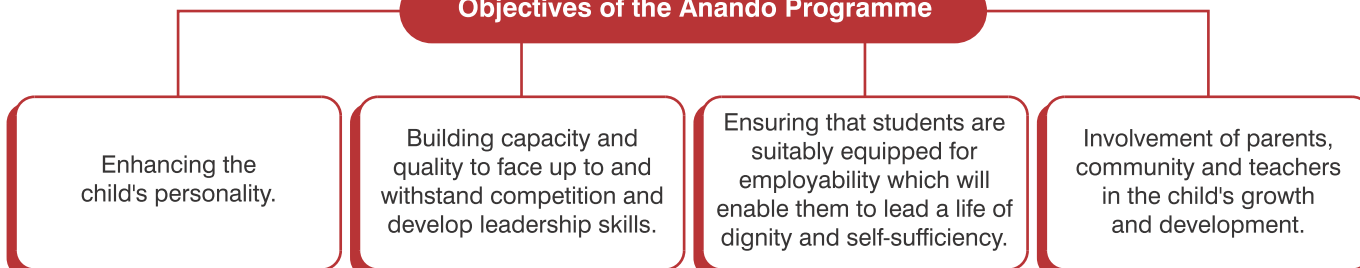 Objectives of the Anando Programme
Enhancing the
child's personality.
Building capacity and
quality to face up to and
withstand competition and
develop leadership skills.
Ensuring that students are
suitably equipped for
employability which will
enable them to lead a life of
dignity and self-sufficiency.
Involvement of parents,
community and teachers
in the child's growth
and development.